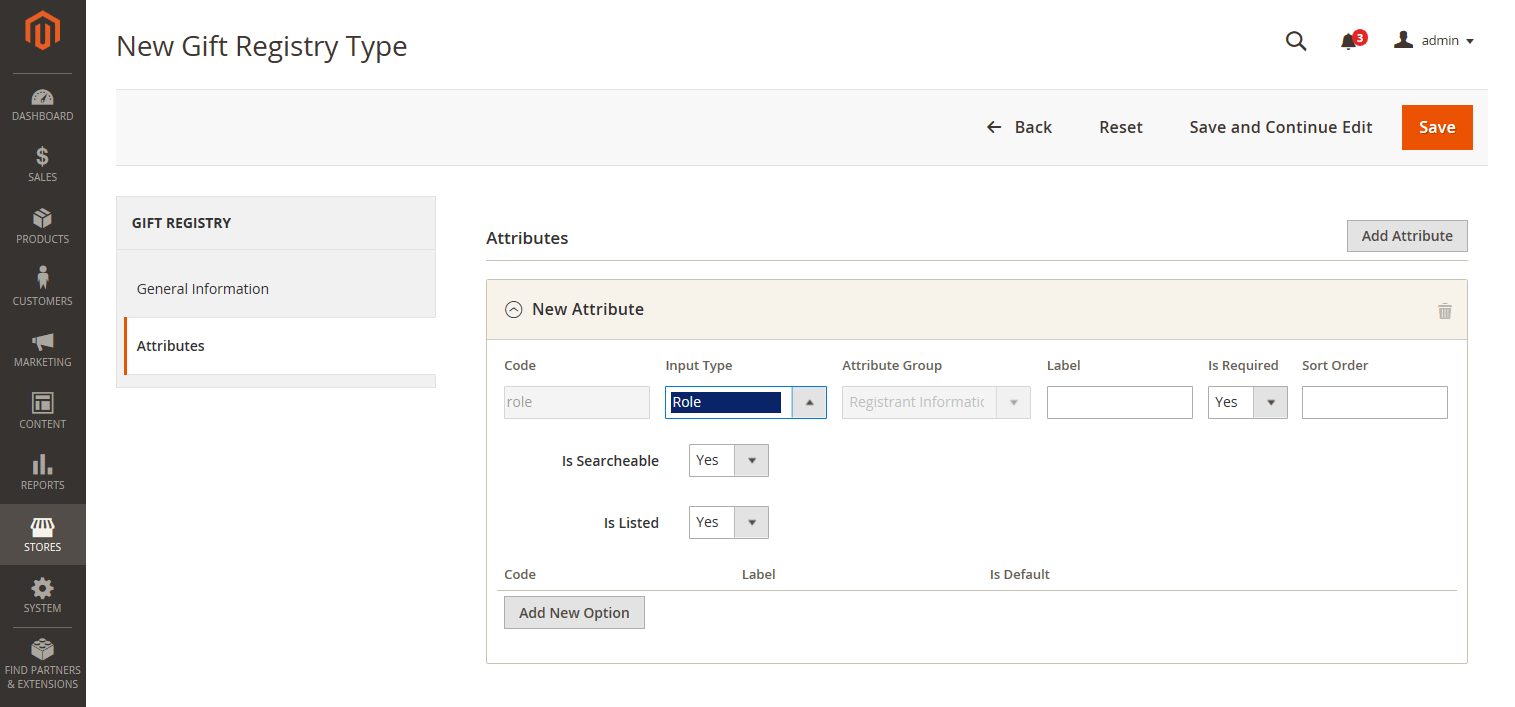 New Gift Registry Type
3
admin
Back
Reset
Save and Continue Edit
Save
DASHBOARD
SALES
PRODUCTS
CUSTOMERS
MARKETING
CONTENT
REPORTS
STORES
SYSTEM
FIND PARTNERS
& EXTENSIONS
GIFT REGISTRY
General Information
Attributes
Attributes
Add Attribute
New Attribute
Code Input Type Attribute Group Label Is Required Sort Order
role Role Registrant Informatic Yes
Is Searcheable Yes
Is Listed Yes
Code Label Is Default
Add New Option